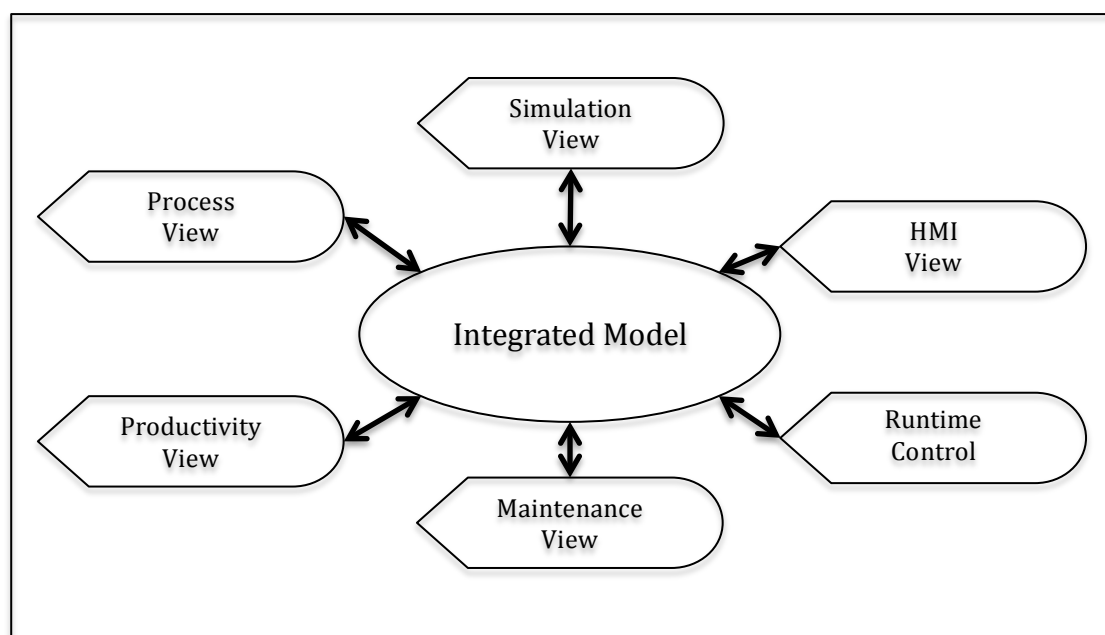 Simulation
View
Process
View
HMI
View
Integrated Model
Productivity
View
Runtime
Control
Maintenance
View